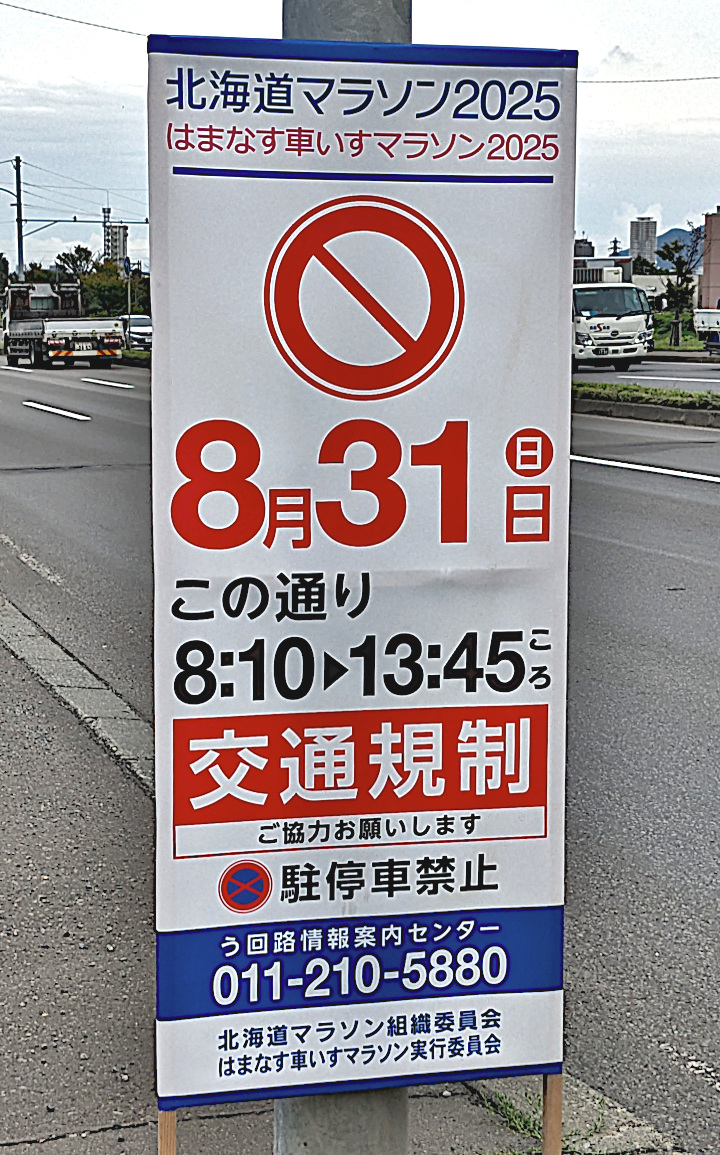 北海道マラソン2025
はまなす車いすマラソン2025
8月31日日
この通り
8:10▶13:45ころ
交通規制
ご協力お願いします
駐停車禁止
う回路情報案内センター
011-210-5880
北海道マラソン組織委員会
はまなす車いすマラソン実行委員会